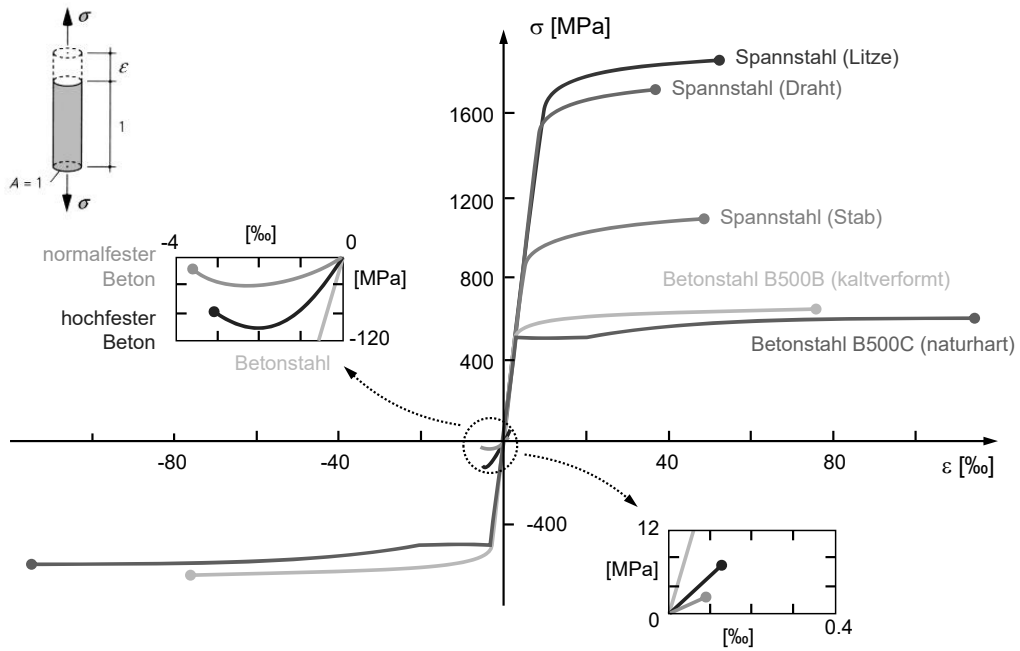 σ
ε
1
A = 1
σ
σ [MPa]
Spannstahl (Litze)
Spannstahl (Draht)
1600
1200
Spannstahl (Stab)
800
Betonstahl B500B (kaltverformt)
400
Betonstahl B500C (naturhart)
-4
[‰]
0
normalfester
Beton
[MPa]
hochfester
Beton
-120
Betonstahl
-80
-40
40
80
ε [‰]
-400
12
[MPa]
0
[‰]
0.4